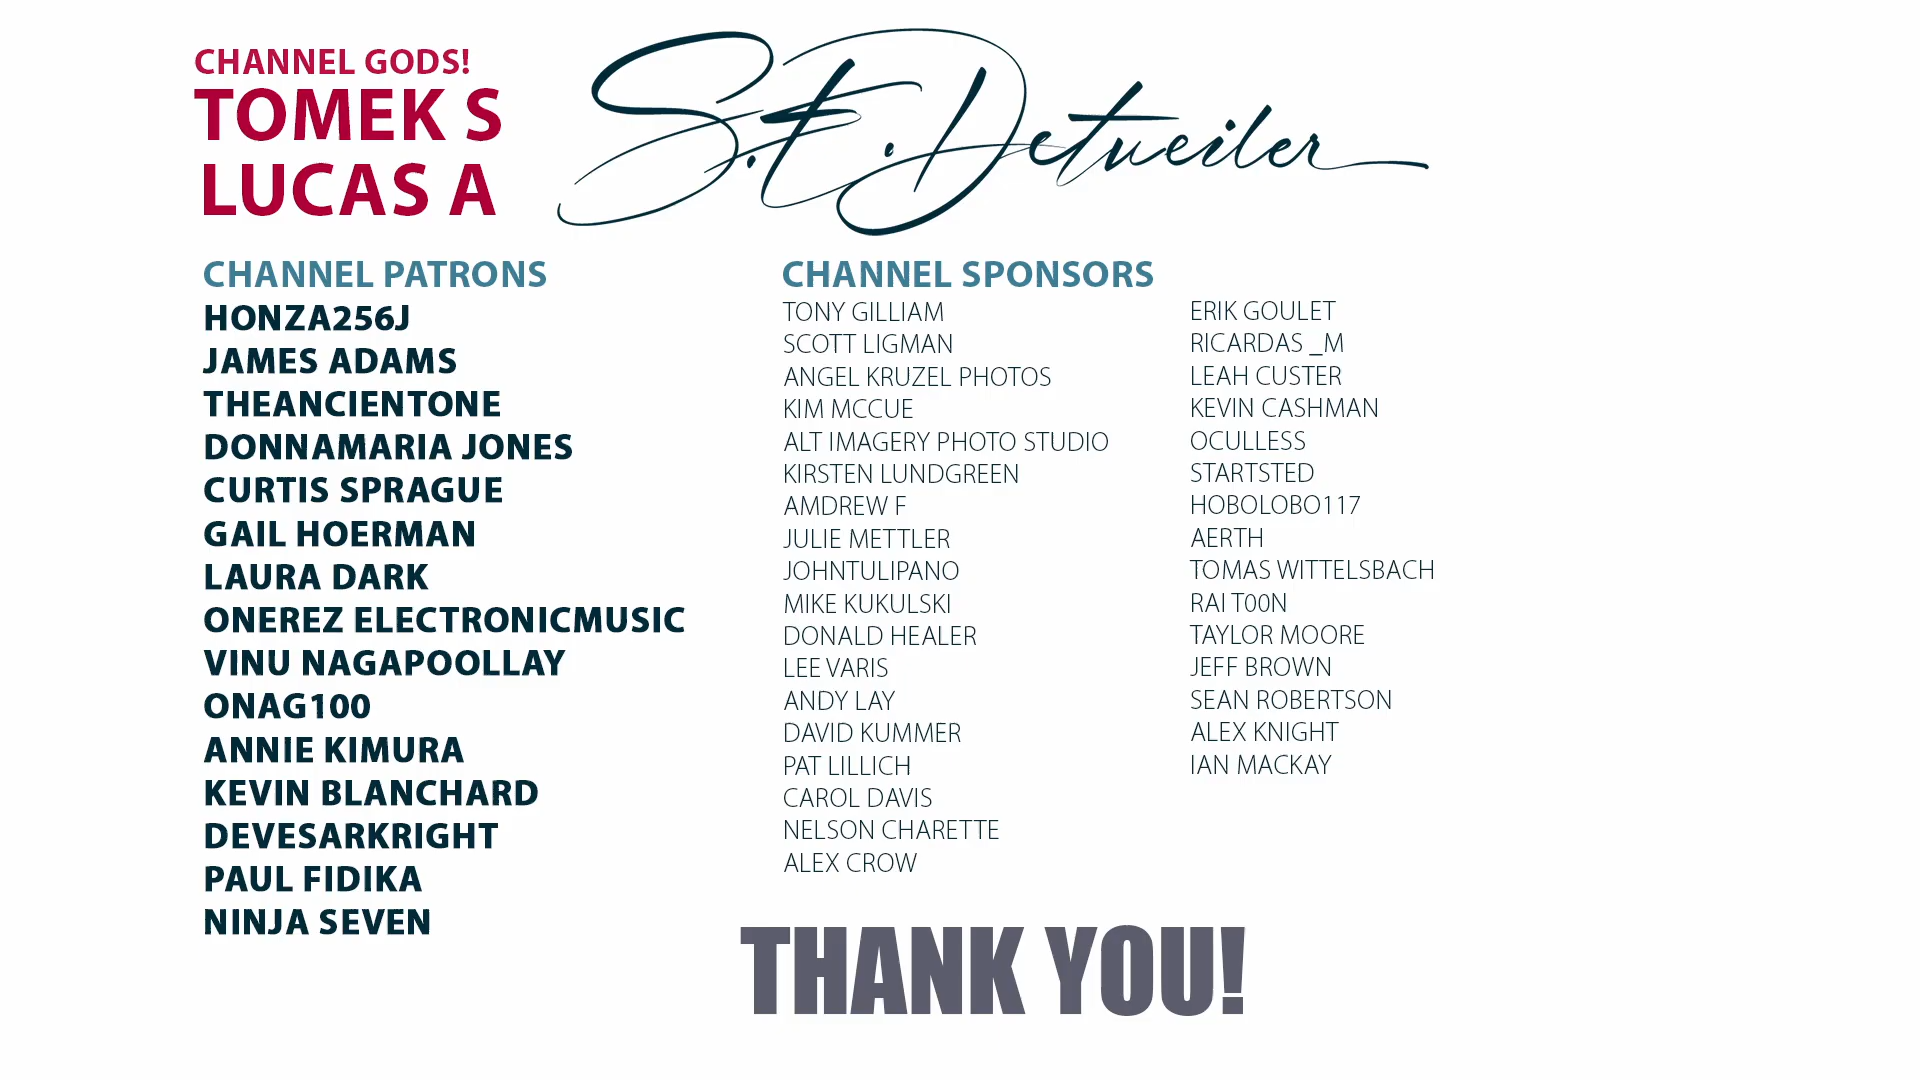 CHANNEL GODS!
TOMEK S
LUCAS A
S.E. Detweiler
CHANNEL PATRONS
HONZA256J
JAMES ADAMS
THEANCIENTONE
DONNAMARIA JONES
CURTIS SPRAGUE
GAIL HOERMAN
LAURA DARK
ONEREZ ELECTRONICMUSIC
VINU NAGAPOOLLAY
ONAG100
ANNIE KIMURA
KEVIN BLANCHARD
DEVESARKRIGHT
PAUL FIDIKA
NINJA SEVEN
CHANNEL SPONSORS
TONY GILLIAM
SCOTT LIGMAN
ANGEL KRUZEL PHOTOS
KIM MCCUE
ALT IMAGERY PHOTO STUDIO
KIRSTEN LUNDGREEN
AMDREW F
JULIE METTLER
JOHNTULIPANO
MIKE KUKULSKI
DONALD HEALER
LEE VARIS
ANDY LAY
DAVID KUMMER
PAT LILLICH
CAROL DAVIS
NELSON CHARETTE
ALEX CROW
ERIK GOULET
RICARDAS _M
LEAH CUSTER
KEVIN CASHMAN
OCULLESS
STARTSTED
HOBOLOBO117
AERTH
TOMAS WITTELSBACH
RAI T00N
TAYLOR MOORE
JEFF BROWN
SEAN ROBERTSON
ALEX KNIGHT
IAN MACKAY
THANK YOU!